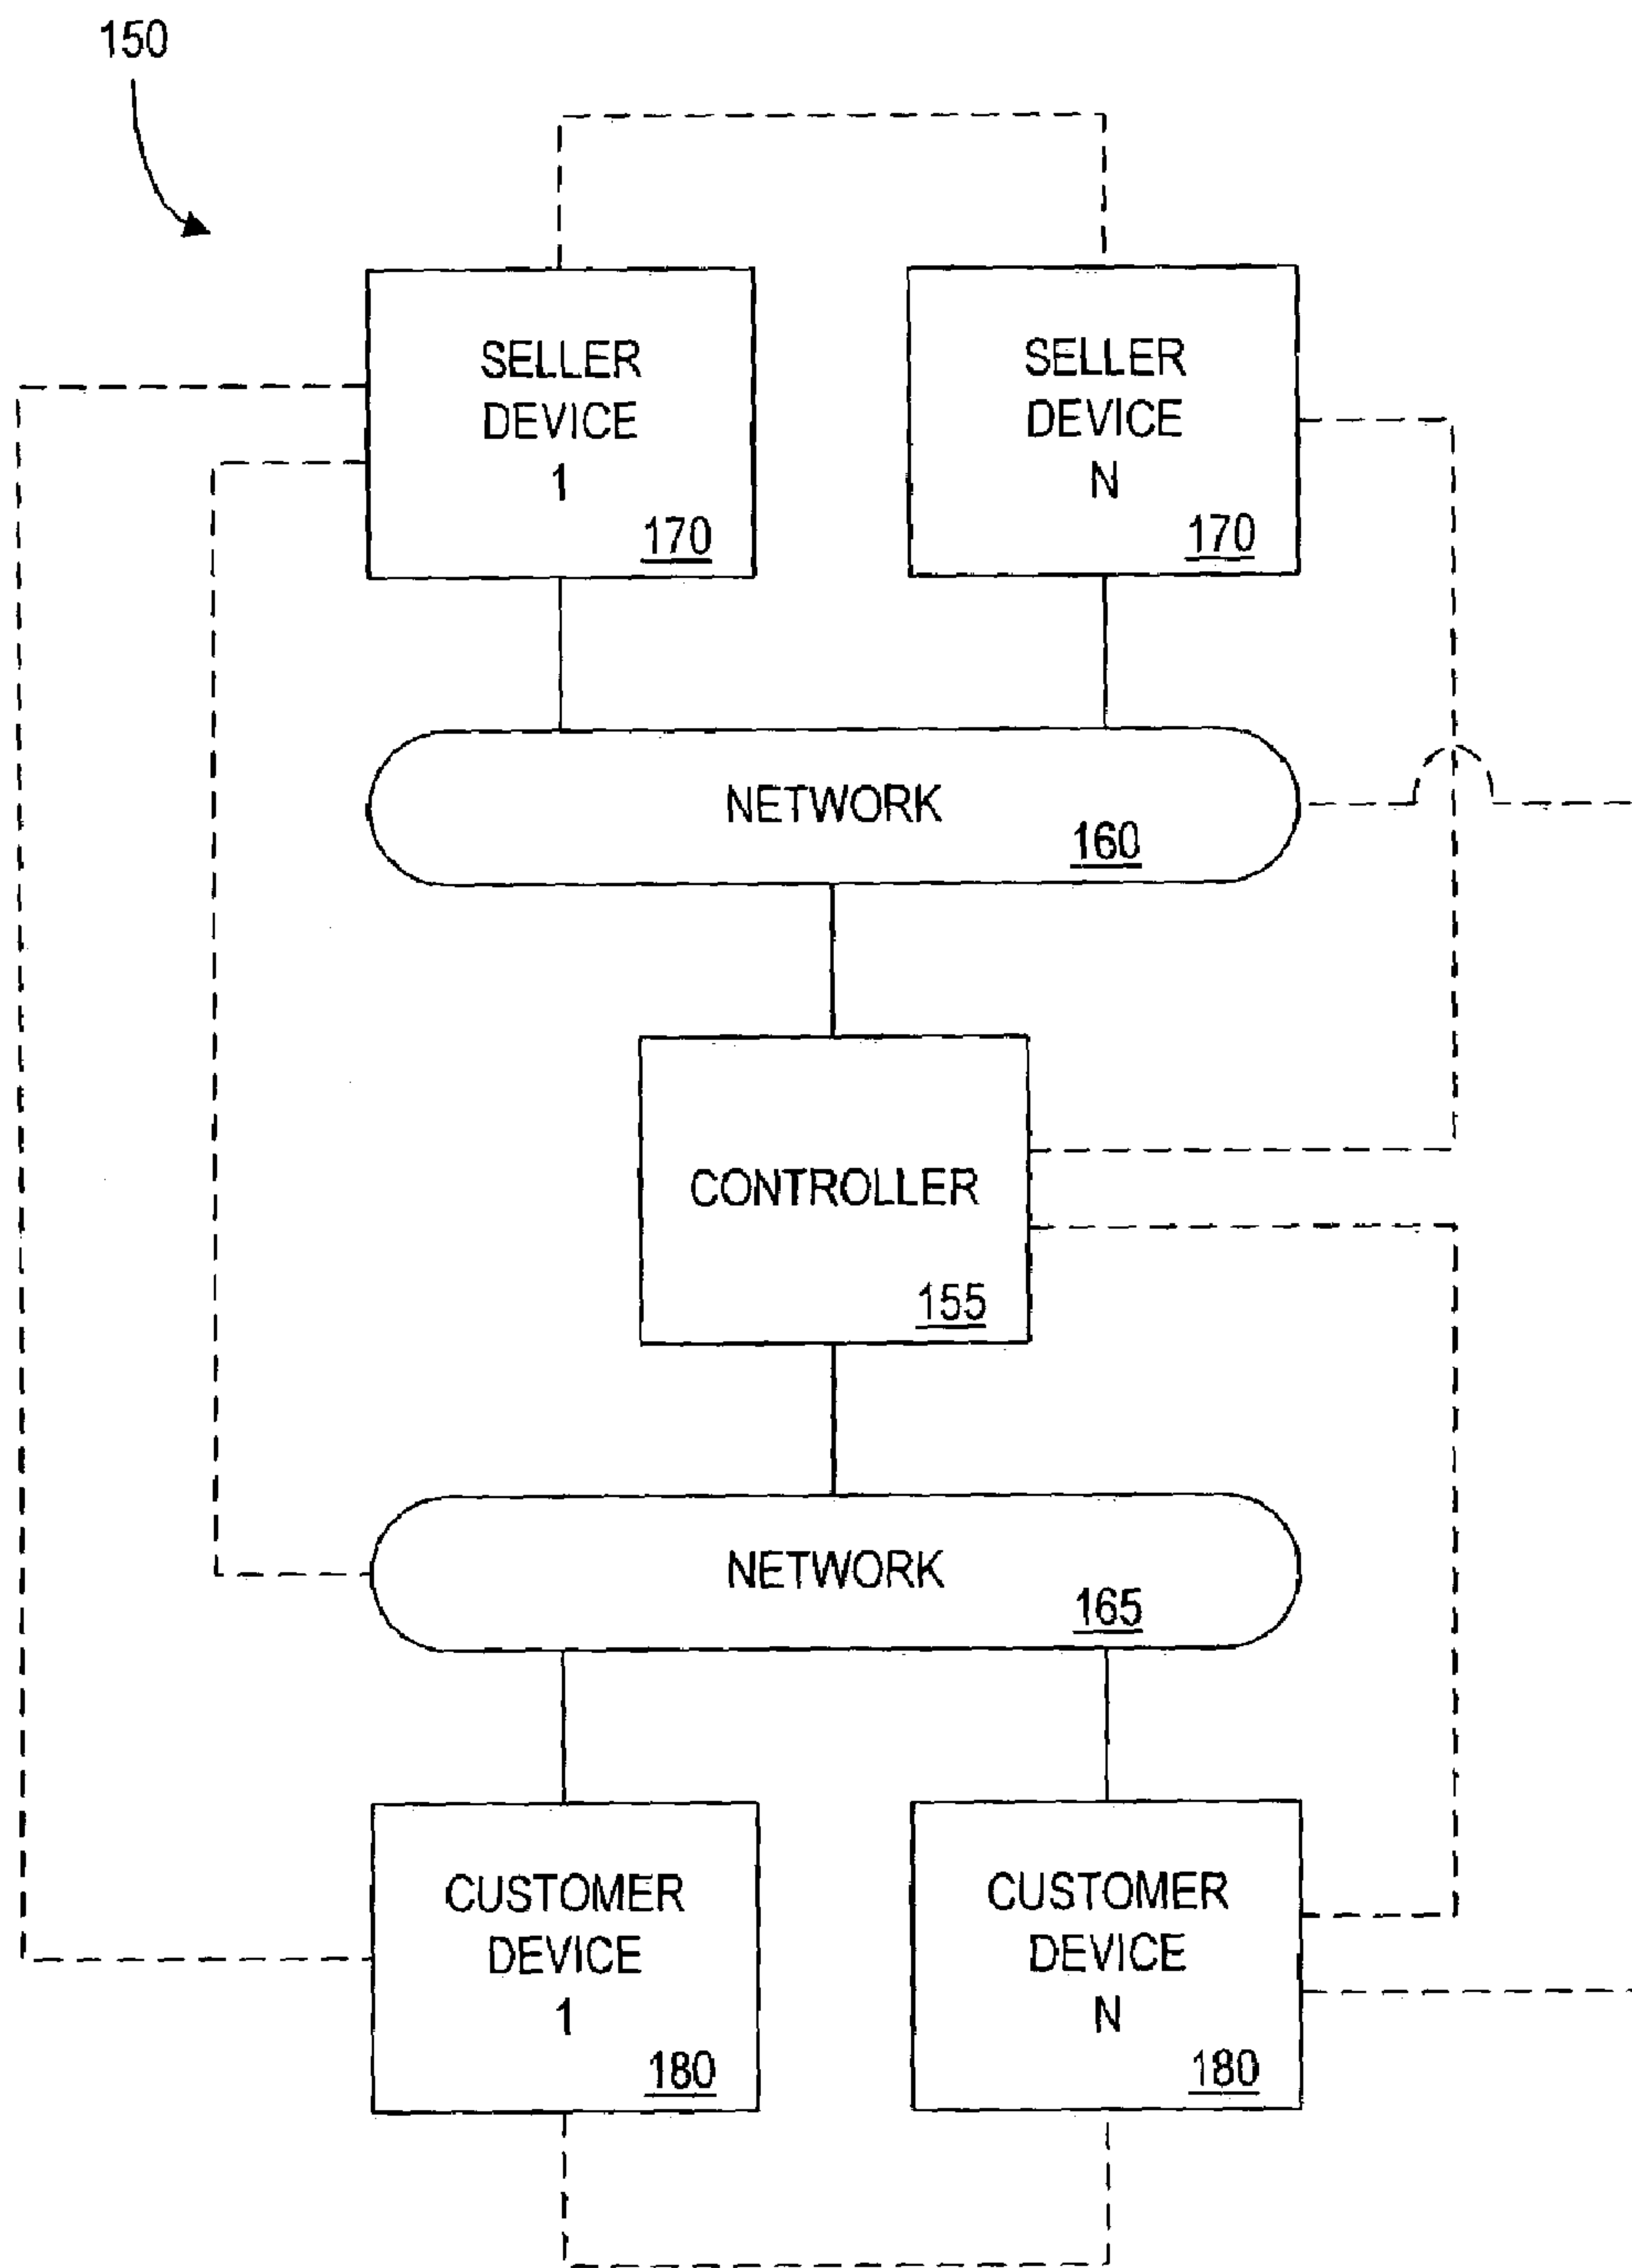 150
SELLER
DEVICE
1
170
SELLER
DEVICE
N
170
NETWORK
160
CONTROLLER
155
NETWORK
165
CUSTOMER
DEVICE
1
180
CUSTOMER
DEVICE
N
180